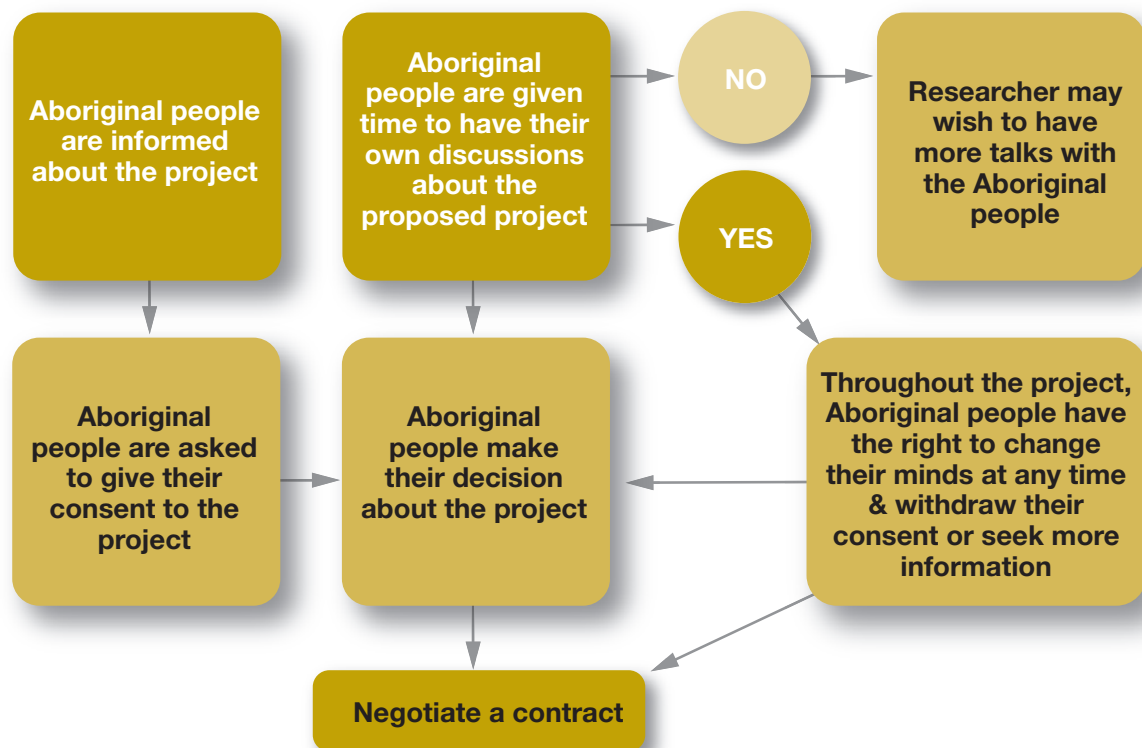 Aboriginal people
are informed
about the project
Aboriginal
people are given
time to have their
own discussions
about the
proposed project
NO
YES
Researcher may
wish to have
more talks with
the Aboriginal
people
Aboriginal
people are asked
to give their
consent to the
project
Aboriginal
people make
their decision
about the project
Throughout the project,
Aboriginal people have
the right to change
their minds at any time
& withdraw their
consent or seek more
information
Negotiate a contract